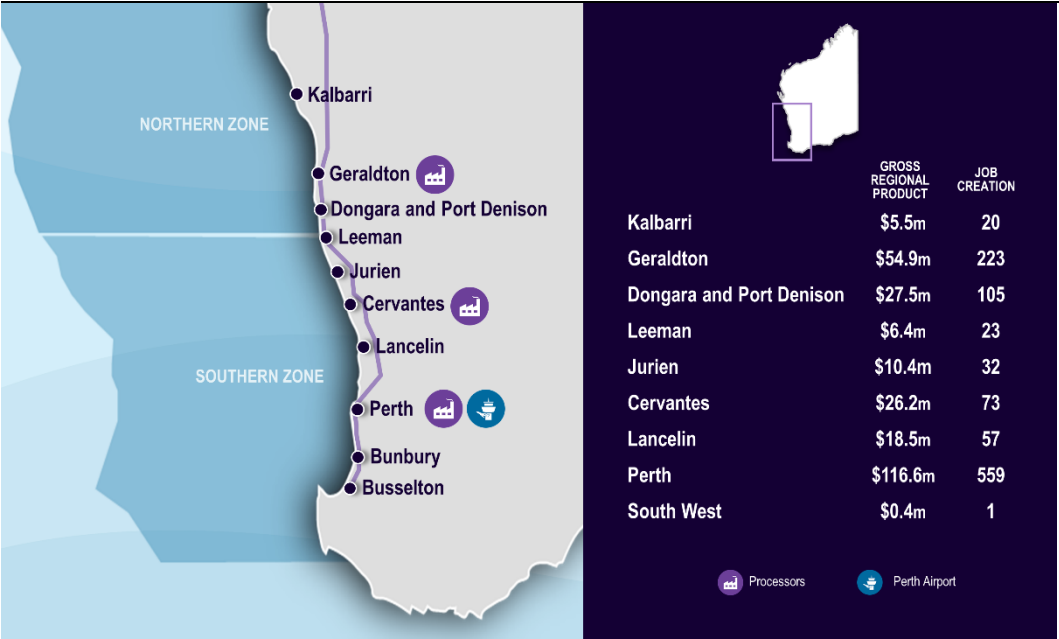 Kalbarri
NORTHERN ZONE
Geraldton
Dongara and Port Denison
Leeman
Jurien
Cervantes
Lancelin
SOUTHERN ZONE
Perth
Bunbury
Busselton
GROSS
REGIONAL
PRODUCT
JOB
CREATION
Kalbarri $5.5m 20
Geraldton $54.9m 223
Dongara and Port Denison $27.5m 105
Leeman $6.4m 23
Jurien $10.4m 32
Cervantes $26.2m 73
Lancelin $18.5m 57
Perth $116.6m 559
South West $0.4m 1
Processors Perth Airport